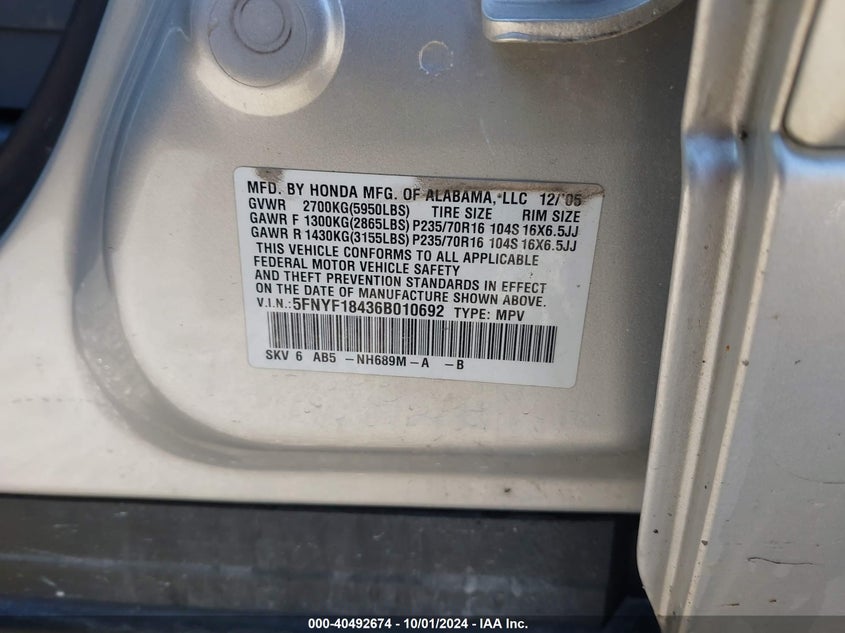 MFD. BY HONDA MFG. OF ALABAMA, LLC 12/'05
GVWR 2700KG(5950LBS) TIRE SIZE RIM SIZE
GAWR F 1300KG(2865LBS) P235/70R16 104S 16X6.5JJ
GAWR R 1430KG(3155LBS) P235/70R16 104S 16X6.5JJ
THIS VEHICLE CONFORMS TO ALL APPLICABLE
FEDERAL MOTOR VEHICLE SAFETY
AND THEFT PREVENTION STANDARDS IN EFFECT
ON THE DATE OF MANUFACTURE SHOWN ABOVE.
V.I.N.:5FNYF18436B010692 TYPE: MPV
SKV 6 AB5 -NH689M-A -B
000-40492674 - 10/01/2024 - IAA Inc.